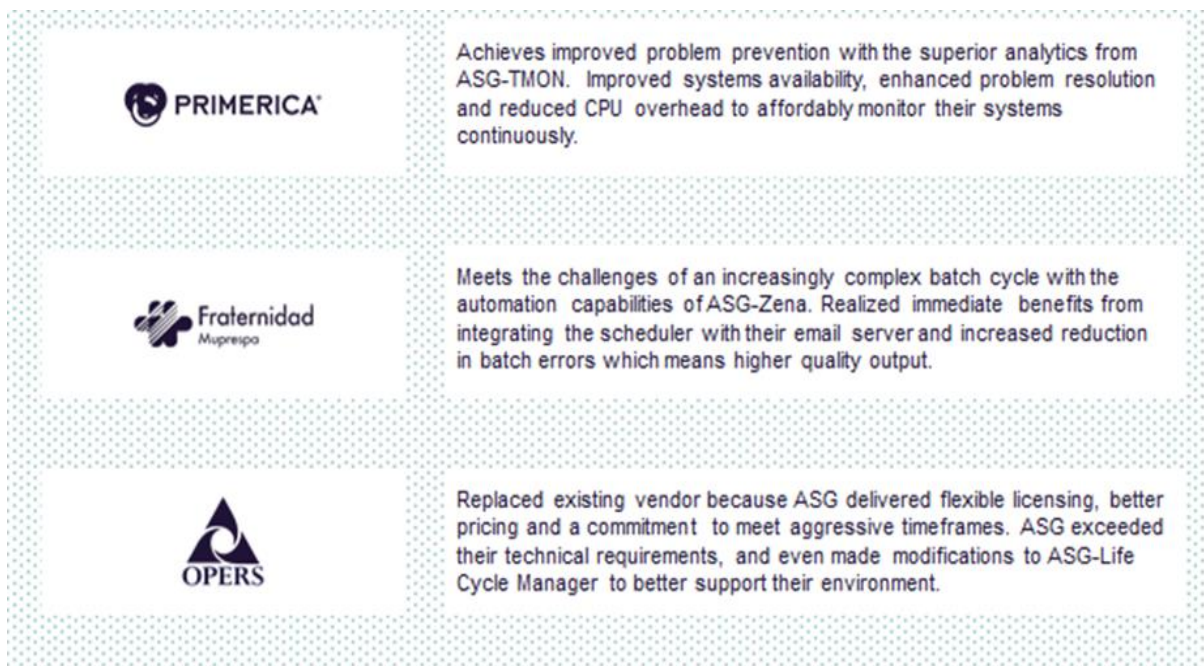 PRIMERICA
Achieves improved problem prevention with the superior analytics from
ASG-TMON. Improved systems availability, enhanced problem resolution
and reduced CPU overhead to affordably monitor their systems
continuously.
Fraternidad
Muprespa
Meets the challenges of an increasingly complex batch cycle with the
automation capabilities of ASG-Zena. Realized immediate benefits from
integrating the scheduler with their email server and increased reduction
in batch errors which means higher quality output.
OPERS
Replaced existing vendor because ASG delivered flexible licensing, better
pricing and a commitment to meet aggressive timeframes. ASG exceeded
their technical requirements, and even made modifications to ASG-Life
Cycle Manager to better support their environment.